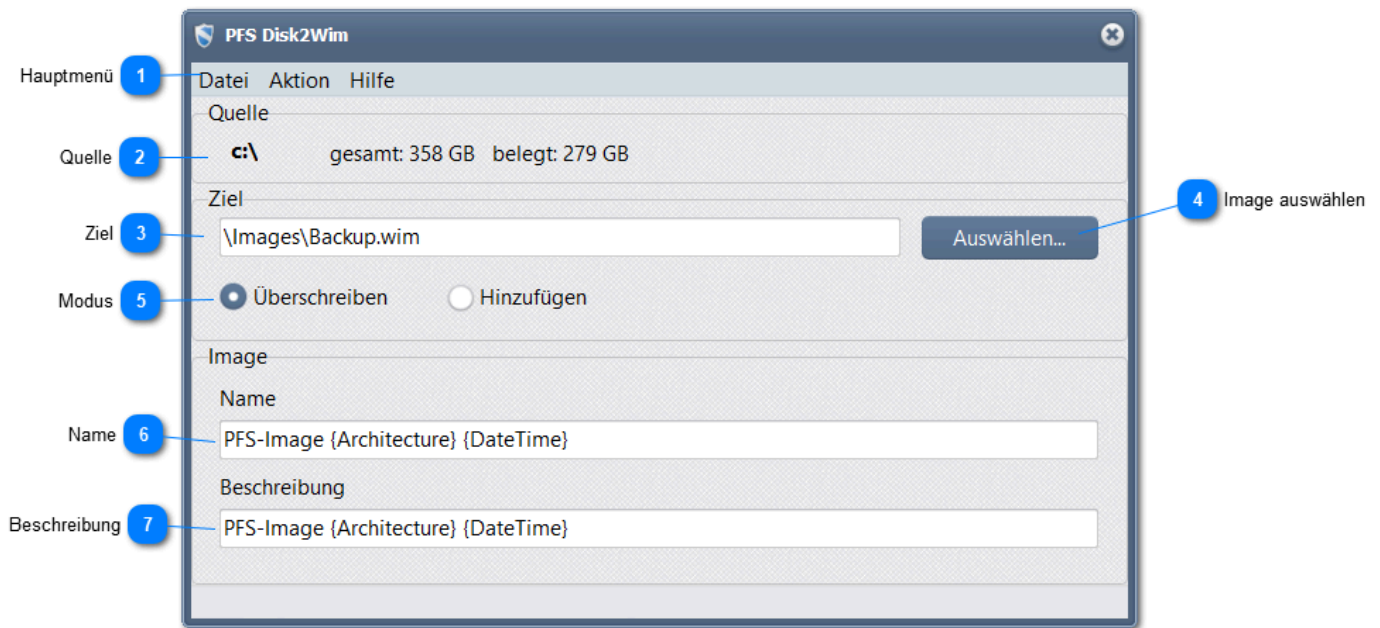 PFS Disk2Wim
Hauptmenü 1
Datei Aktion Hilfe
Quelle
Quelle 2
c:\ gesamt: 358 GB belegt: 279 GB
Ziel
4 Image auswählen
Ziel 3
\Images\Backup.wim
Auswählen...
Modus 5
Überschreiben Hinzufügen
Image
Name
Name 6
PFS-Image {Architecture} {DateTime}
Beschreibung
Beschreibung 7
PFS-Image {Architecture} {DateTime}